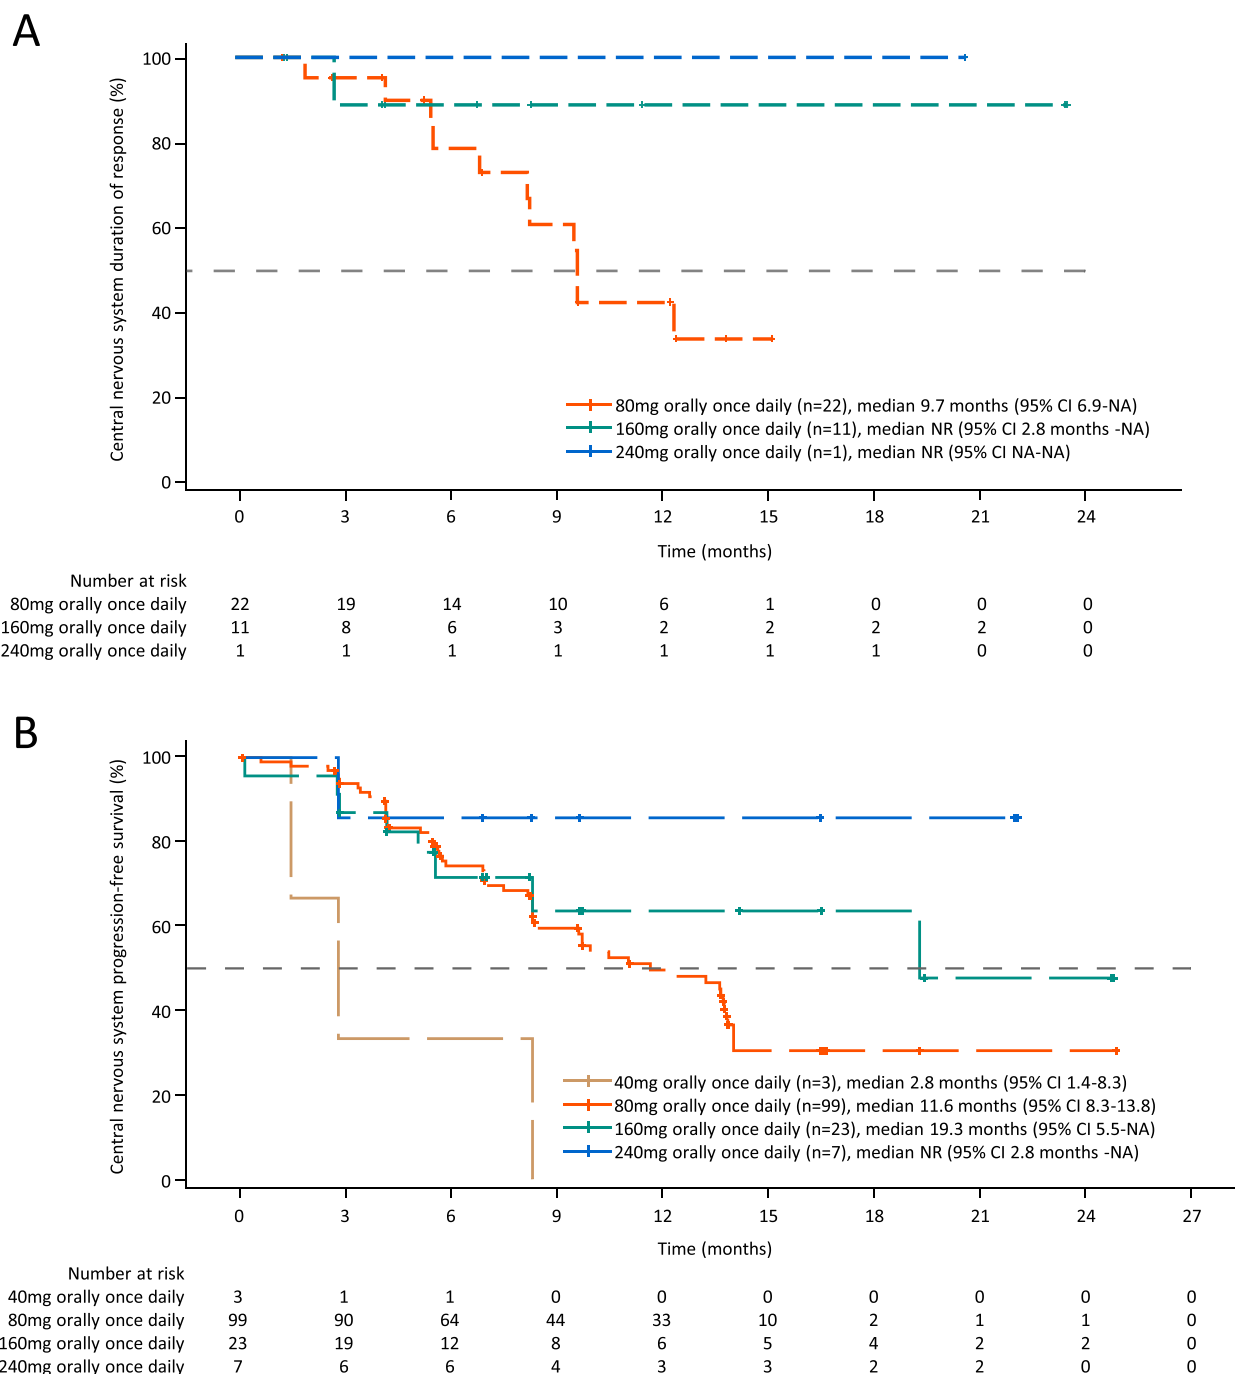 A
Central nervous system duration of response (%)
100
80
60
40
20
0
80mg orally once daily (n=22), median 9.7 months (95% CI 6.9-NA)
160mg orally once daily (n=11), median NR (95% CI 2.8 months -NA)
240mg orally once daily (n=1), median NR (95% CI NA-NA)
0 3 6 9 12 15 18 21 24
Time (months)
Number at risk
80mg orally once daily 22 19 14 10 6 1 0 0 0
160mg orally once daily 11 8 6 3 2 2 2 2 0
240mg orally once daily 1 1 1 1 1 1 1 0 0
B
Central nervous system progression-free survival (%)
100
80
60
40
20
0
40mg orally once daily (n=3), median 2.8 months (95% CI 1.4-8.3)
80mg orally once daily (n=99), median 11.6 months (95% CI 8.3-13.8)
160mg orally once daily (n=23), median 19.3 months (95% CI 5.5-NA)
240mg orally once daily (n=7), median NR (95% CI 2.8 months -NA)
0 3 6 9 12 15 18 21 24 27
Time (months)
Number at risk
40mg orally once daily 3 1 1 0 0 0 0 0 0 0
80mg orally once daily 99 90 64 44 33 10 2 1 1 0
160mg orally once daily 23 19 12 8 6 5 4 2 2 0
240mg orally once daily 7 6 6 4 3 3 2 2 0 0